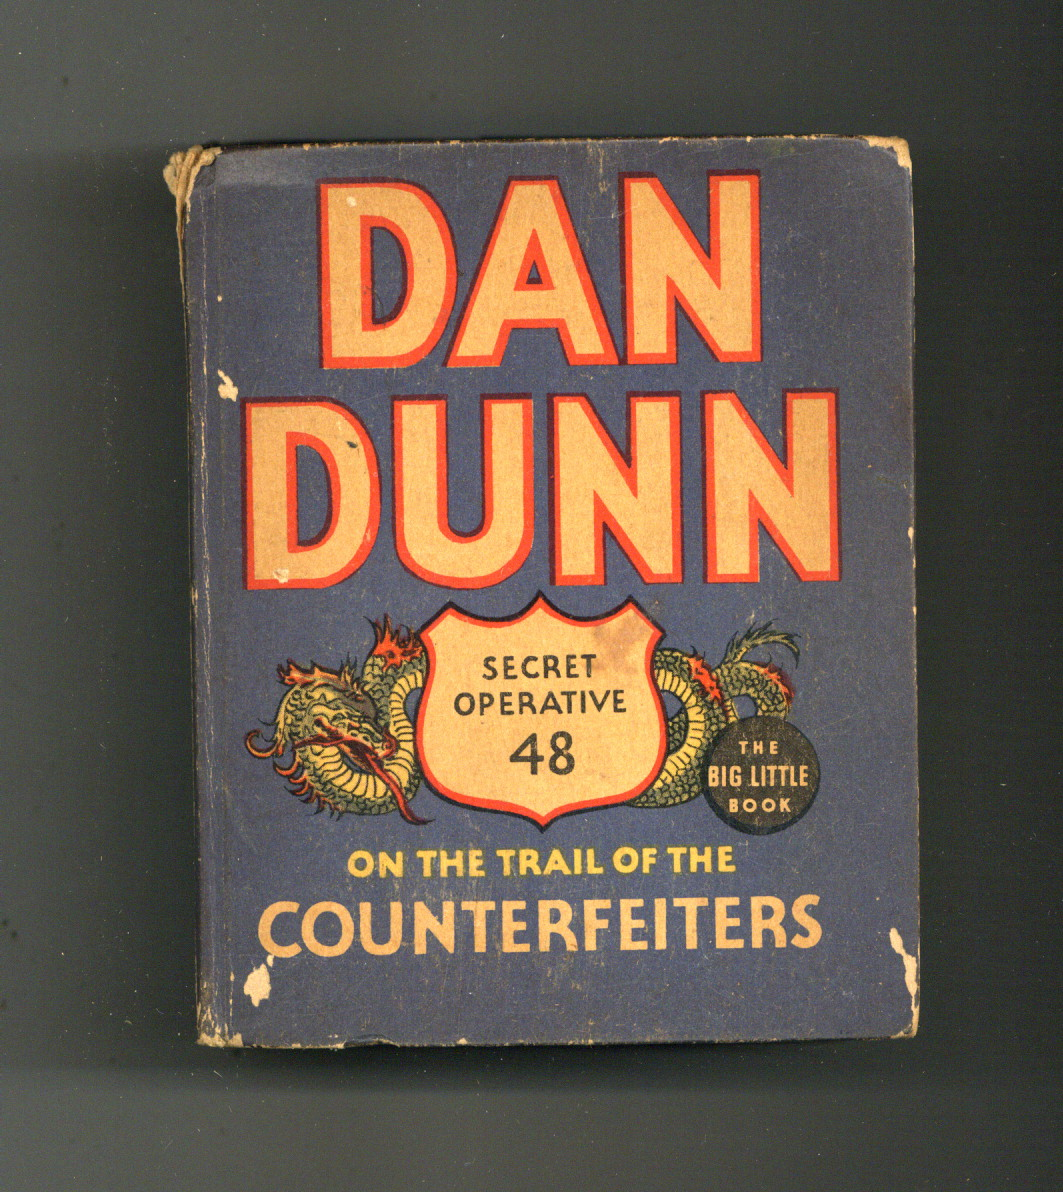 DAN
DUNN
SECRET
OPERATIVE
48
THE
BIG LITTLE
BOOK
ON THE TRAIL OF THE
COUNTERFEITERS